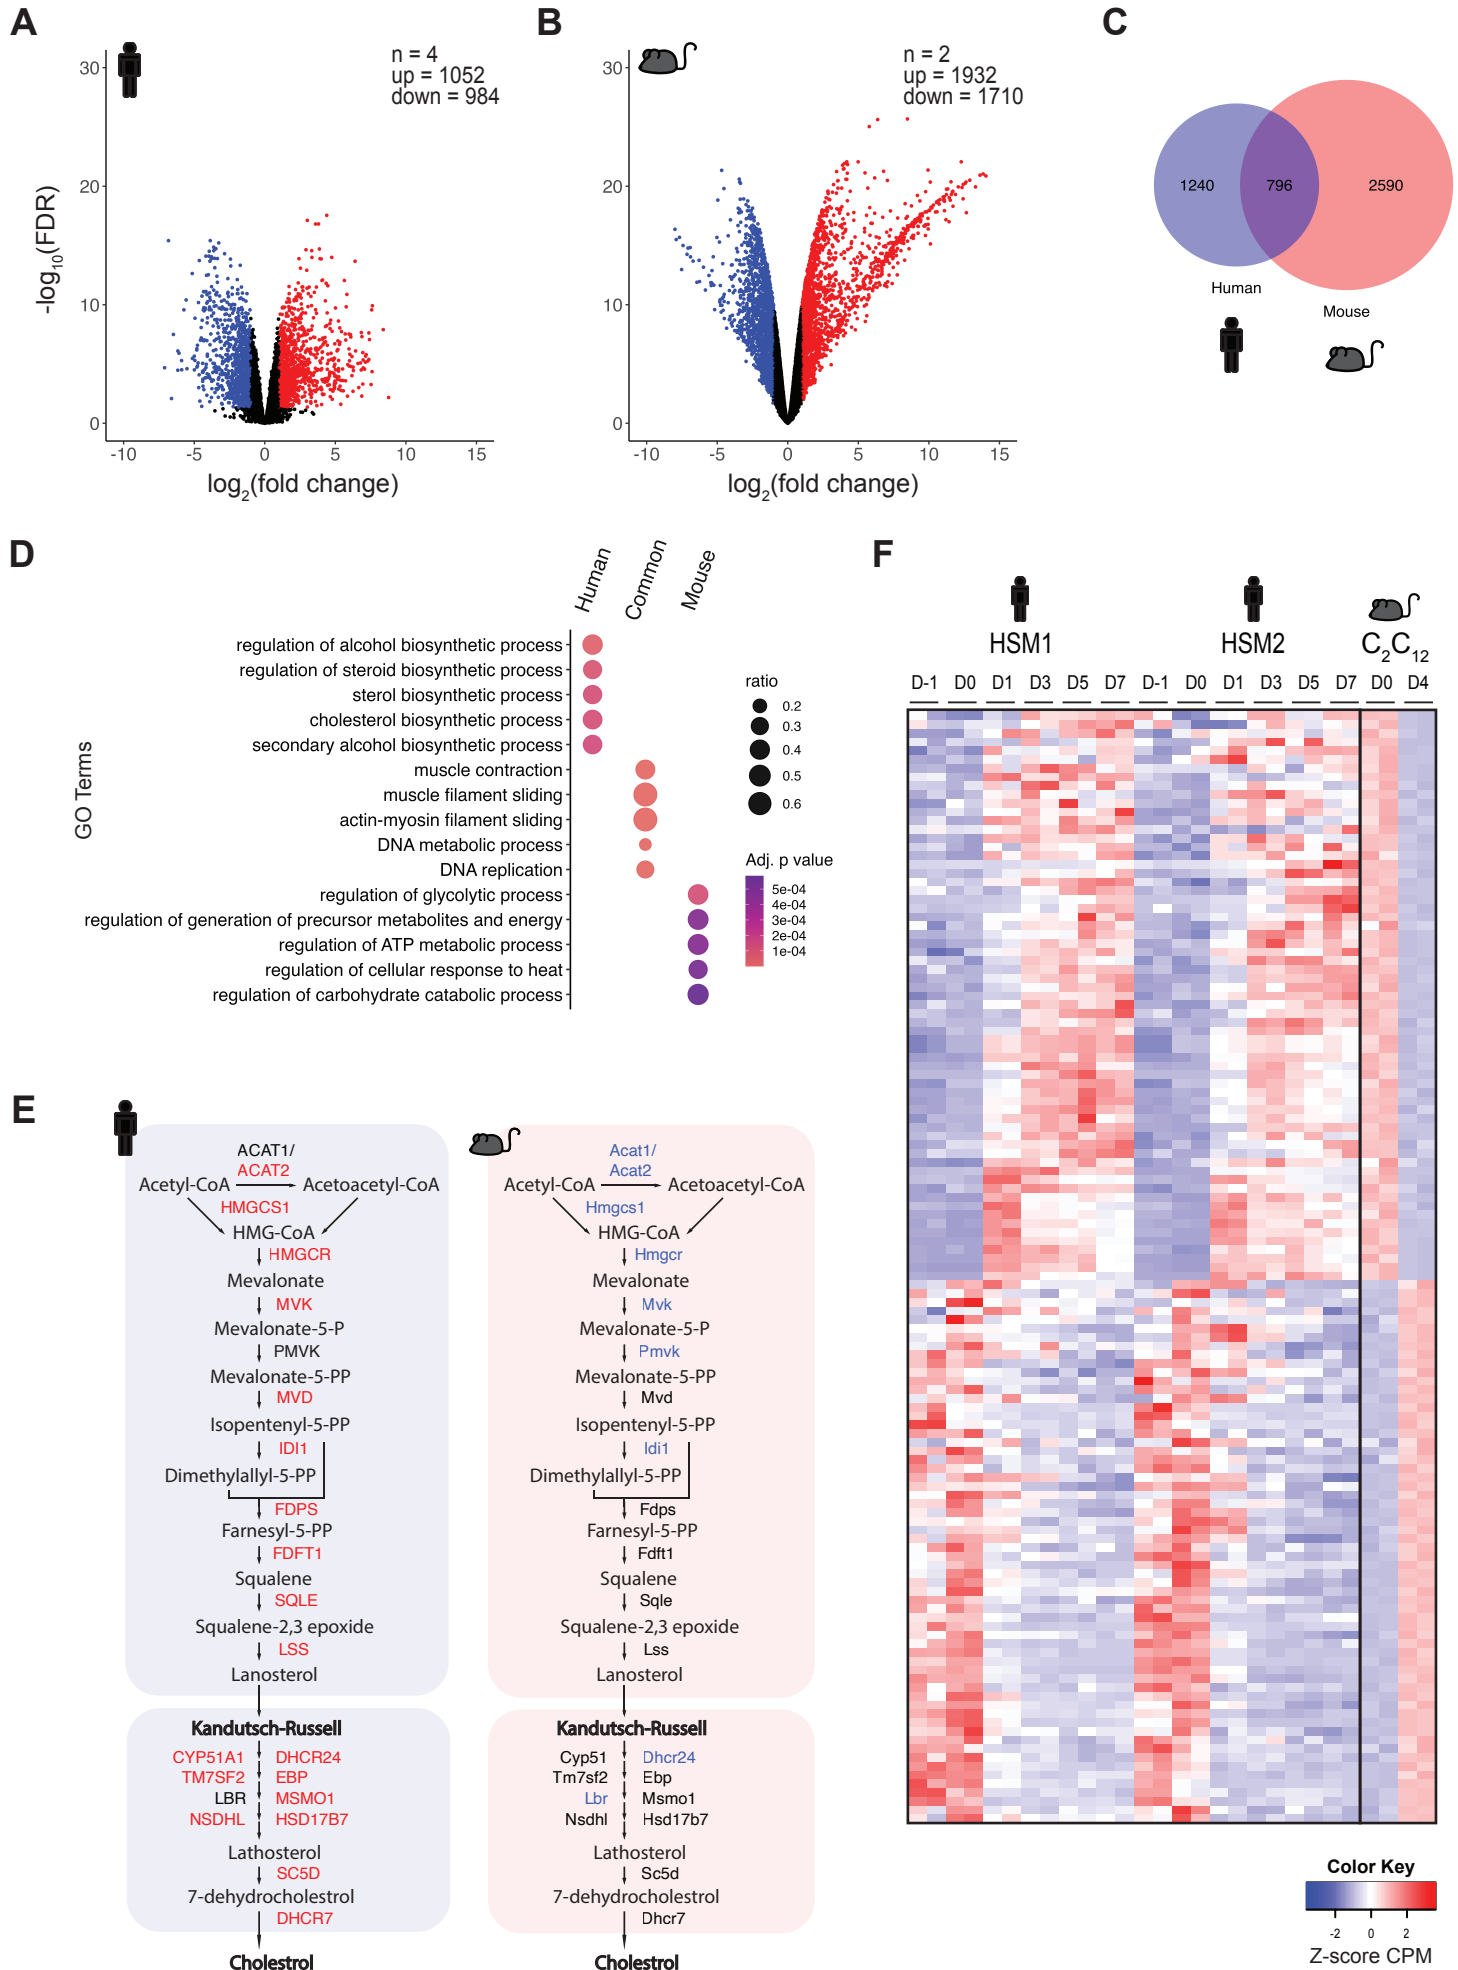 A
n = 4
up = 1052
down = 984
30
20
10
0
-log10(FDR)
-10
-5
0
5
10
15
log2(fold change)
B
n = 2
up = 1932
down = 1710
30
20
10
0
-10
-5
0
5
10
15
log2(fold change)
C
1240
796
2590
Human
Mouse
D
Human
Common
Mouse
GO Terms
regulation of alcohol biosynthetic process
regulation of steroid biosynthetic process
sterol biosynthetic process
cholesterol biosynthetic process
secondary alcohol biosynthetic process
muscle contraction
muscle filament sliding
actin-myosin filament sliding
DNA metabolic process
DNA replication
regulation of glycolytic process
regulation of generation of precursor metabolites and energy
regulation of ATP metabolic process
regulation of cellular response to heat
regulation of carbohydrate catabolic process
ratio
0.2
0.3
0.4
0.5
0.6
Adj. p value
5e-04
4e-04
3e-04
2e-04
1e-04
E
ACAT1/
ACAT2
Acetyl-CoA
Acetoacetyl-CoA
HMGCS1
HMG-CoA
HMGCR
Mevalonate
MVK
Mevalonate-5-P
PMVK
Mevalonate-5-PP
MVD
Isopentenyl-5-PP
IDI1
Dimethylallyl-5-PP
FDPS
Farnesyl-5-PP
FDFT1
Squalene
SQLE
Squalene-2,3 epoxide
LSS
Lanosterol
Kandutsch-Russell
CYP51A1 DHCR24
TM7SF2 EBP
LBR MSMO1
NSDHL HSD17B7
Lathosterol
SC5D
7-dehydrocholestrol
DHCR7
Cholestrol
Acat1/
Acat2
Acetyl-CoA
Acetoacetyl-CoA
Hmgcs1
HMG-CoA
Hmgcr
Mevalonate
Mvk
Mevalonate-5-P
Pmvk
Mevalonate-5-PP
Mvd
Isopentenyl-5-PP
Idi1
Dimethylallyl-5-PP
Fdps
Farnesyl-5-PP
Fdft1
Squalene
Sqle
Squalene-2,3 epoxide
Lss
Lanosterol
Kandutsch-Russell
Cyp51 Dhcr24
Tm7sf2 Ebp
Lbr Msmo1
Nsdhl Hsd17b7
Lathosterol
Sc5d
7-dehydrocholestrol
Dhcr7
Cholestrol
F
HSM1
HSM2
C2C12
D-1 D0 D1 D3 D5 D7 D-1 D0 D1 D3 D5 D7 D0 D4
Color Key
-2 0 2
Z-score CPM